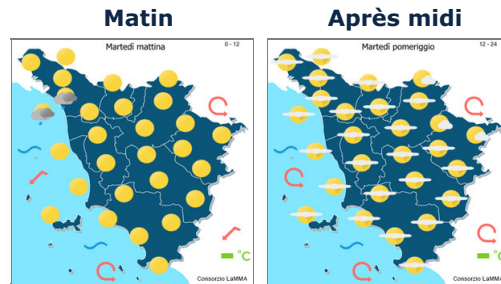 Matin
Après midi
Martedì mattina
0 - 12
Martedì pomeriggio
12 - 24
°C
Consorzio LaMMA
°C
Consorzio LaMMA